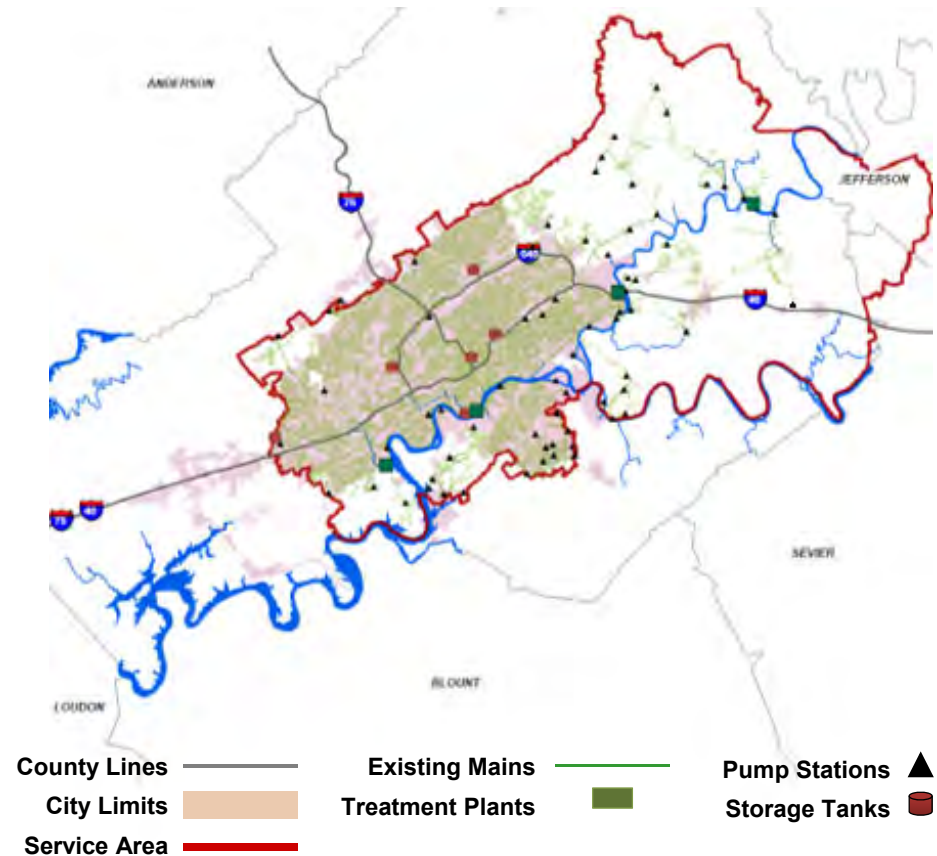 ANDERSON
JEFFERSON
75
640
40
75
40
SEVIER
BLOUNT
LOUDON
County Lines
Existing Mains
Pump Stations
City Limits
Treatment Plants
Storage Tanks
Service Area